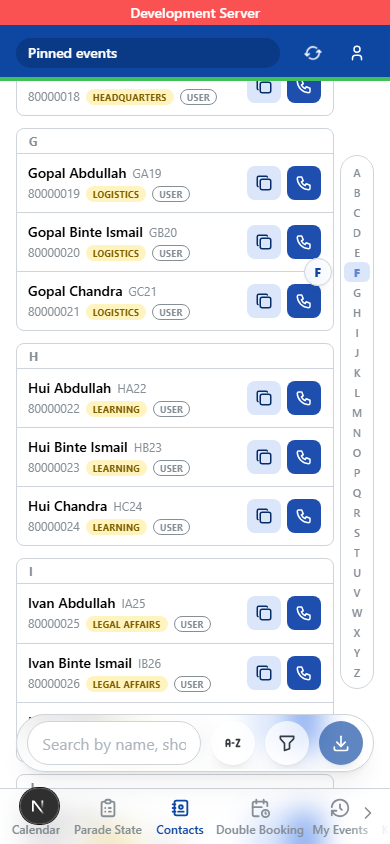 Development Server
Pinned events
80000018 HEADQUARTERS USER
G
Gopal Abdullah GA19
80000019 LOGISTICS USER
Gopal Binte Ismail GB20
80000020 LOGISTICS USER
F
Gopal Chandra GC21
80000021 LOGISTICS USER
H
Hui Abdullah HA22
80000022 LEARNING USER
Hui Binte Ismail HB23
80000023 LEARNING USER
Hui Chandra HC24
80000024 LEARNING USER
I
Ivan Abdullah IA25
80000025 LEGAL AFFAIRS USER
Ivan Binte Ismail IB26
80000026 LEGAL AFFAIRS USER
A
B
C
D
E
F
G
H
I
J
K
L
M
N
O
P
Q
R
S
T
U
V
W
X
Y
Z
Search by name, sho
A-Z
N
Calendar Parade State Contacts Double Booking My Events